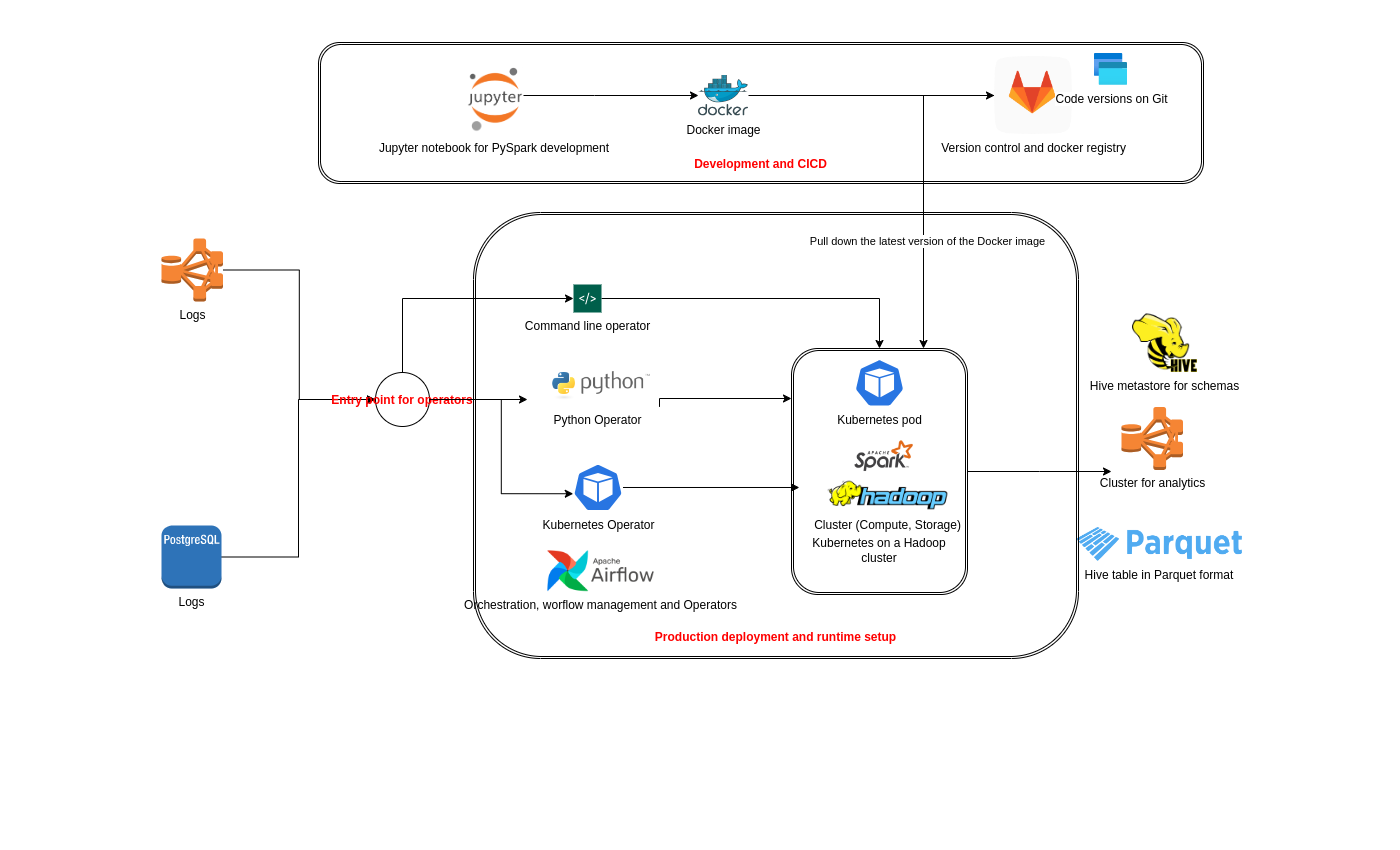 jupyter
docker
Code versions on Git
Docker image
Jupyter notebook for PySpark development
Version control and docker registry
Development and CICD
Pull down the latest version of the Docker image
Logs
</>
Command line operator
HIVE
Hive metastore for schemas
python™
Entry point for operators
Python Operator
Kubernetes pod
APACHE
Spark™
Cluster for analytics
hadoop
Kubernetes Operator
Cluster (Compute, Storage)
Kubernetes on a Hadoop
cluster
PostgreSQL
Parquet
Apache
Airflow
Hive table in Parquet format
Logs
Orchestration, worflow management and Operators
Production deployment and runtime setup